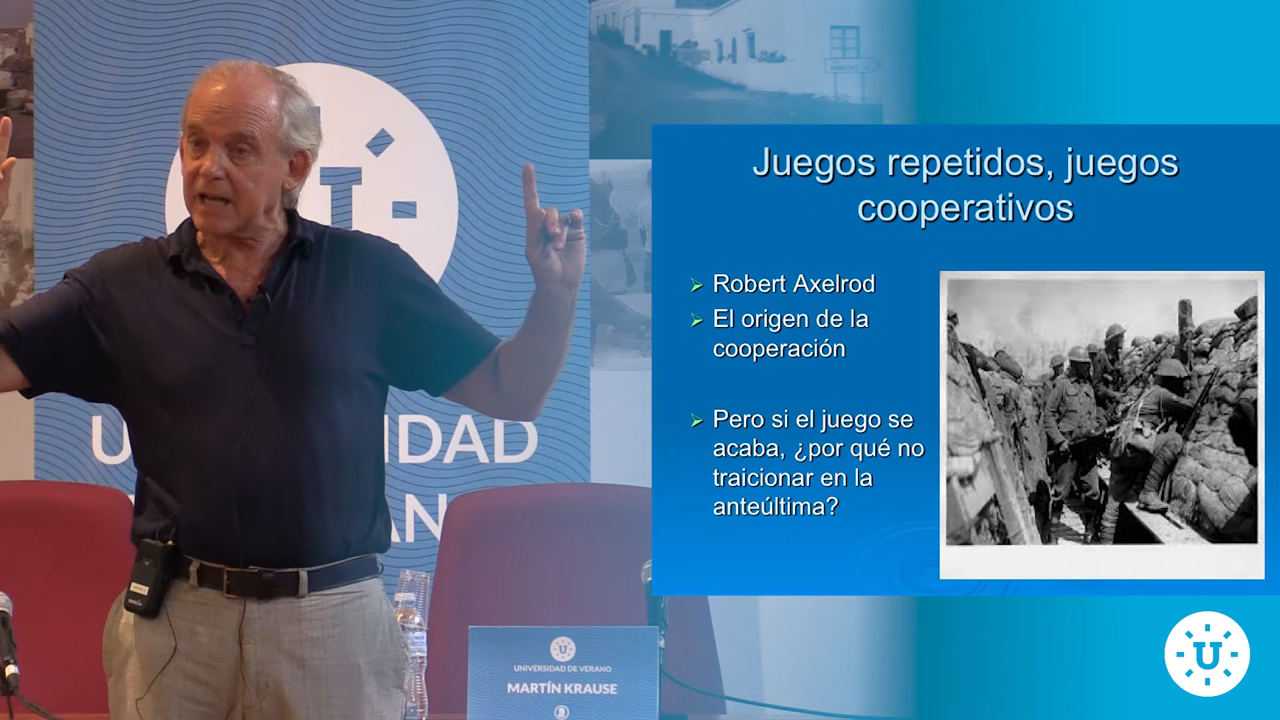 U
U IDAD
AN
UNIVERSIDAD DE VERANO
MARTÍN KRAUSE
Juegos repetidos, juegos
cooperativos
Robert Axelrod
El origen de la
cooperación
Pero si el juego se
acaba, ¿por qué no
traicionar en la
anteúltima?
U